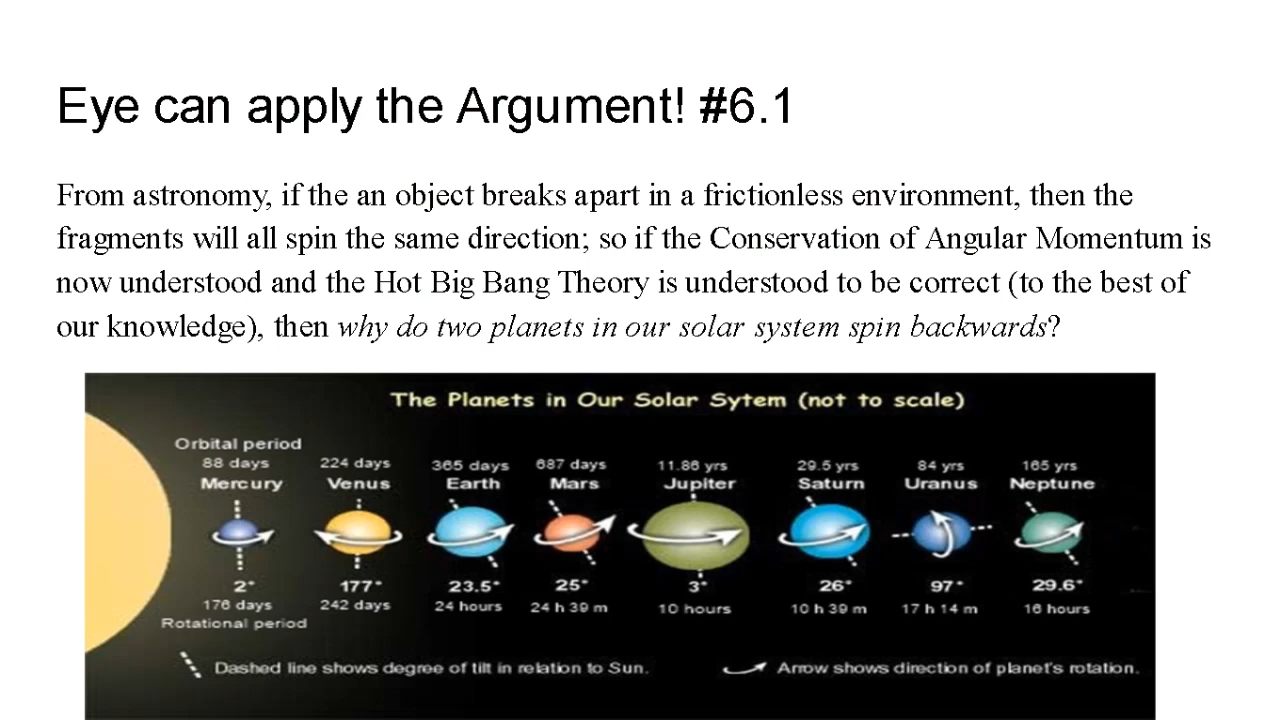 Eye can apply the Argument! #6.1
From astronomy, if the an object breaks apart in a frictionless environment, then the
fragments will all spin the same direction; so if the Conservation of Angular Momentum is
now understood and the Hot Big Bang Theory is understood to be correct (to the best of
our knowledge), then why do two planets in our solar system spin backwards?
The Planets in Our Solar Sytem (not to scale)
Orbital period
88 days 224 days 365 days 687 days 11.86 yrs 29.5 yrs 84 yrs 165 yrs
Mercury Venus Earth Mars Jupiter Saturn Uranus Neptune
2° 177° 23.5° 25° 3° 26° 97° 29.6°
176 days 242 days 24 hours 24 h 39 m 10 hours 10 h 39 m 17 h 14 m 16 hours
Rotational period
Dashed line shows degree of tilt in relation to Sun. Arrow shows direction of planet's rotation.